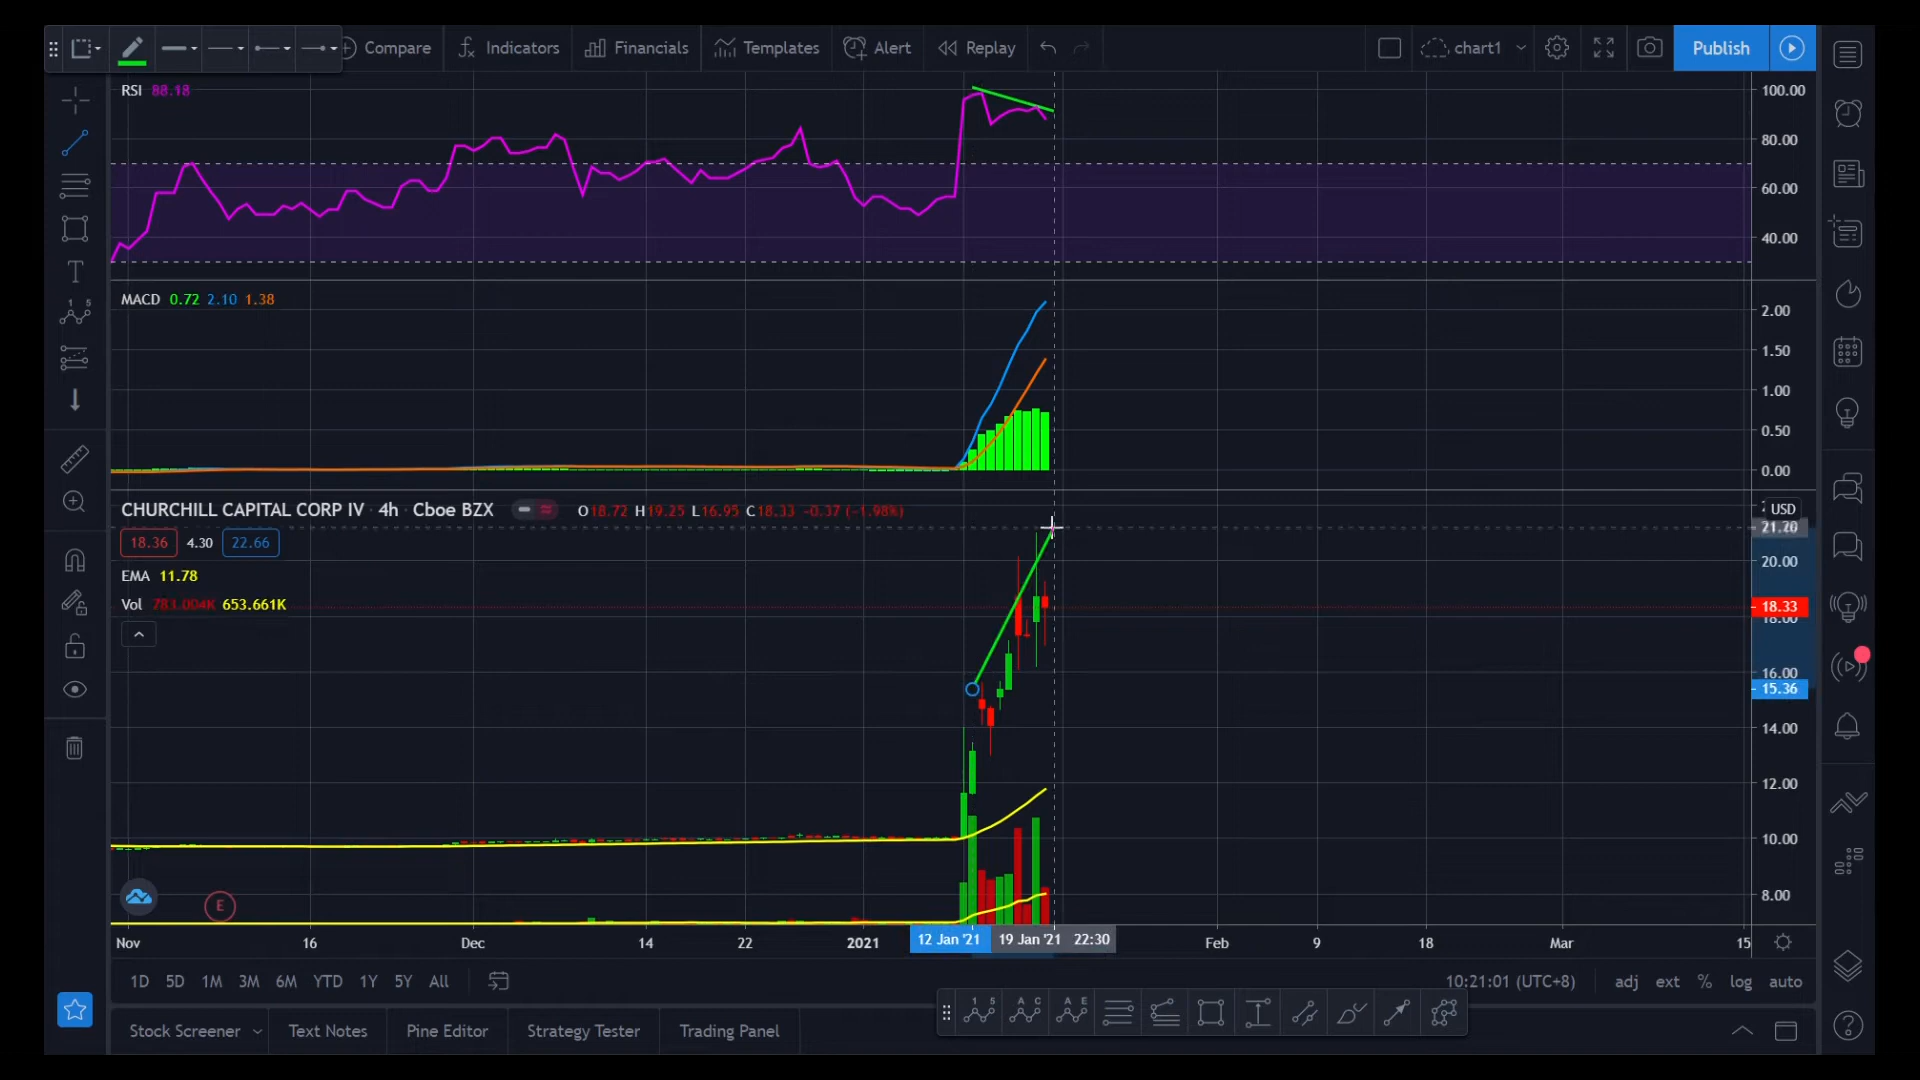 Compare Indicators Financials Templates Alert Replay chart1 Publish
RSI 88.18
100.00
80.00
60.00
40.00
MACD 0.72 2.10 1.38
2.00
1.50
1.00
0.50
0.00
CHURCHILL CAPITAL CORP IV · 4h · Cboe BZX O18.72 H19.25 L16.95 C18.33 -0.37 (-1.98%)
USD
21.20
18.36 4.30 22.66
20.00
EMA 11.78
Vol 783.004K 653.661K
18.33
18.00
16.00
15.36
14.00
12.00
10.00
8.00
E
Nov 16 Dec 14 22 2021 12 Jan '21 19 Jan '21 22:30 Feb 9 18 Mar 15
1D 5D 1M 3M 6M YTD 1Y 5Y All 10:21:01 (UTC+8) adj ext % log auto
Stock Screener Text Notes Pine Editor Strategy Tester Trading Panel